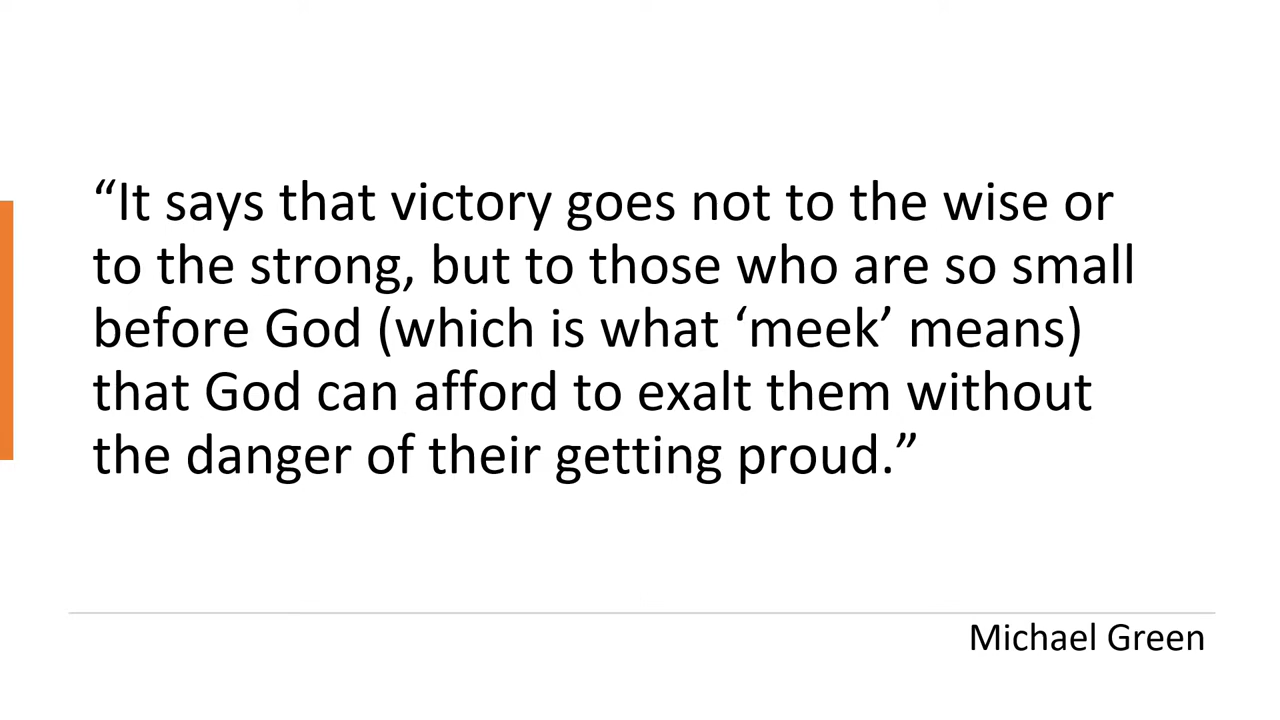 “It says that victory goes not to the wise or
to the strong, but to those who are so small
before God (which is what ‘meek’ means)
that God can afford to exalt them without
the danger of their getting proud.”
Michael Green